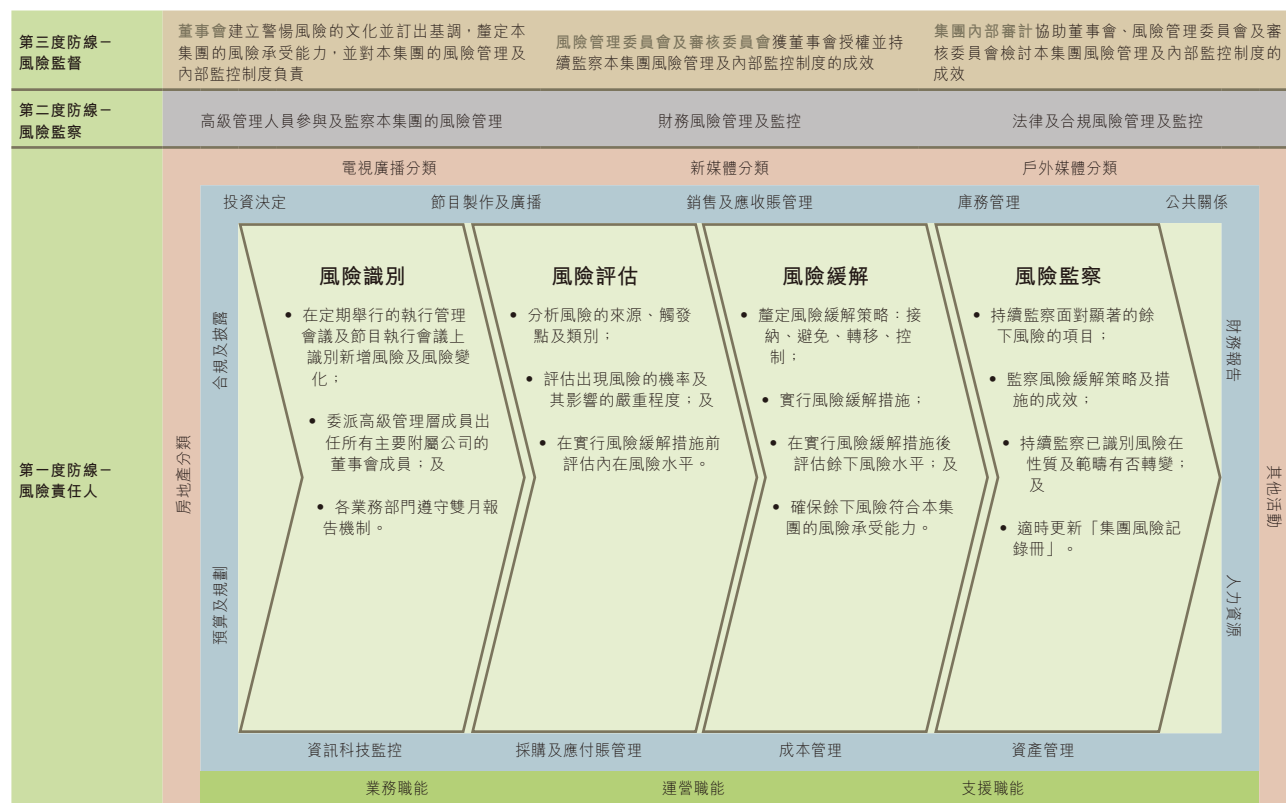 第三度防線－
風險監督
董事會建立警惕風險的文化並訂出基調，釐定本
集團的風險承受能力，並對本集團的風險管理及
內部監控制度負責
風險管理委員會及審核委員會獲董事會授權並持
續監察本集團風險管理及內部監控制度的成效
集團內部審計協助董事會、風險管理委員會及審
核委員會檢討本集團風險管理及內部監控制度的
成效
第二度防線－
風險監察
高級管理人員參與及監察本集團的風險管理
財務風險管理及監控
法律及合規風險管理及監控
第一度防線－
風險責任人
電視廣播分類
新媒體分類
戶外媒體分類
房地產分類
其他活動
投資決定
節目製作及廣播
銷售及應收賬管理
庫務管理
公共關係
合規及披露
預算及規劃
財務報告
人力資源
風險識別
• 在定期舉行的執行管理
會議及節目執行會議上
識別新增風險及風險變
化；
• 委派高級管理層成員出
任所有主要附屬公司的
董事會成員；及
• 各業務部門遵守雙月報
告機制。
風險評估
• 分析風險的來源、觸發
點及類別；
• 評估出現風險的機率及
其影響的嚴重程度；及
• 在實行風險緩解措施前
評估內在風險水平。
風險緩解
• 釐定風險緩解策略：接
納、避免、轉移、控
制；
• 實行風險緩解措施；
• 在實行風險緩解措施後
評估餘下風險水平；及
• 確保餘下風險符合本集
團的風險承受能力。
風險監察
• 持續監察面對顯著的餘
下風險的項目；
• 監察風險緩解策略及措
施的成效；
• 持續監察已識別風險在
性質及範疇有否轉變；
及
• 適時更新「集團風險記
錄冊」。
資訊科技監控
採購及應付賬管理
成本管理
資產管理
業務職能
運營職能
支援職能